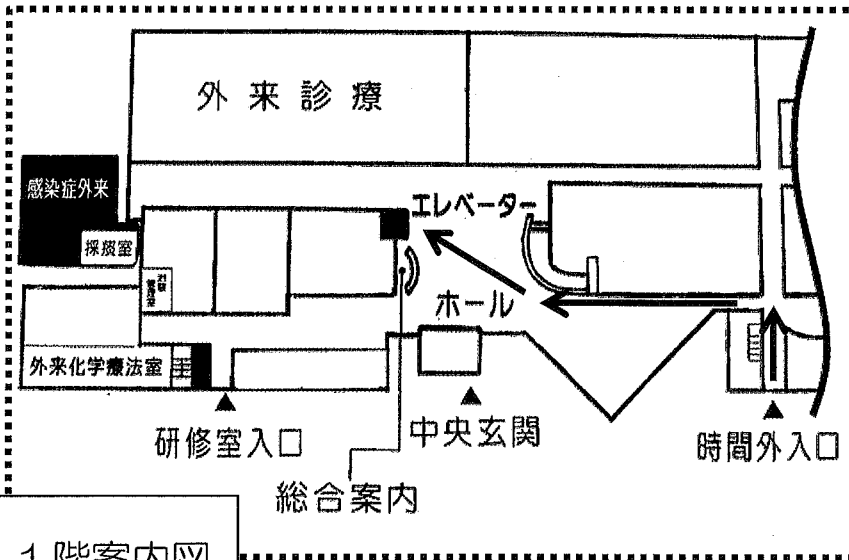 外来診療
感染症外来
エレベーター
採痰室
ホール
外来化学療法室
研修室入口
中央玄関
時間外入口
総合案内
1階案内図